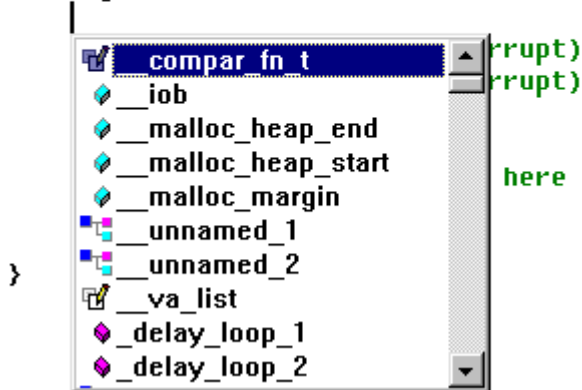 __compar_fn_t
rrupt)
__iob
rrupt)
__malloc_heap_end
__malloc_heap_start
__malloc_margin
here
__unnamed_1
__unnamed_2
}
__va_list
_delay_loop_1
_delay_loop_2